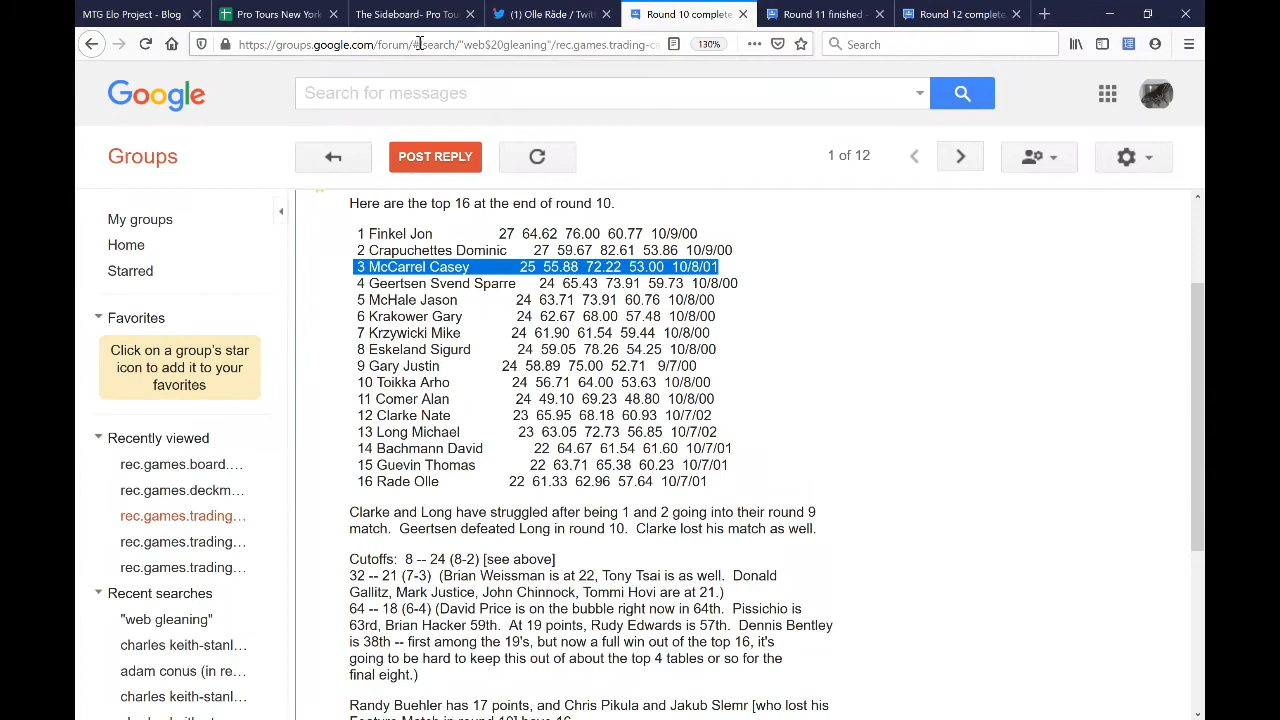 MTG Elo Project - Blog
Pro Tours New York
The Sideboard- Pro Tou
(1) Olle Råde / Twitt
Round 10 complete
Round 11 finished -
Round 12 complete
https://groups.google.com/forum/#!search/"web$20gleaning"/rec.games.trading-ca
130%
Search
Google
Search for messages
Groups
POST REPLY
1 of 12
My groups
Home
Starred
Favorites
Click on a group's star
icon to add it to your
favorites
Recently viewed
rec.games.board....
rec.games.deckm...
rec.games.trading...
rec.games.trading...
rec.games.trading...
Recent searches
"web gleaning"
charles keith-stanl...
adam conus (in re...
charles keith-stanl...
Here are the top 16 at the end of round 10.
1 Finkel Jon 27 64.62 76.00 60.77 10/9/00
2 Crapuchettes Dominic 27 59.67 82.61 53.86 10/9/00
3 McCarrel Casey 25 55.88 72.22 53.00 10/8/01
4 Geertsen Svend Sparre 24 65.43 73.91 59.73 10/8/00
5 McHale Jason 24 63.71 73.91 60.76 10/8/00
6 Krakower Gary 24 62.67 68.00 57.48 10/8/00
7 Krzywicki Mike 24 61.90 61.54 59.44 10/8/00
8 Eskeland Sigurd 24 59.05 78.26 54.25 10/8/00
9 Gary Justin 24 58.89 75.00 52.71 9/7/00
10 Toikka Arho 24 56.71 64.00 53.63 10/8/00
11 Comer Alan 24 49.10 69.23 48.80 10/8/00
12 Clarke Nate 23 65.95 68.18 60.93 10/7/02
13 Long Michael 23 63.05 72.73 56.85 10/7/02
14 Bachmann David 22 64.67 61.54 61.60 10/7/01
15 Guevin Thomas 22 63.71 65.38 60.23 10/7/01
16 Rade Olle 22 61.33 62.96 57.64 10/7/01
Clarke and Long have struggled after being 1 and 2 going into their round 9
match. Geertsen defeated Long in round 10. Clarke lost his match as well.
Cutoffs: 8 -- 24 (8-2) [see above]
32 -- 21 (7-3) (Brian Weissman is at 22, Tony Tsai is as well. Donald
Gallitz, Mark Justice, John Chinnock, Tommi Hovi are at 21.)
64 -- 18 (6-4) (David Price is on the bubble right now in 64th. Pissichio is
63rd, Brian Hacker 59th. At 19 points, Rudy Edwards is 57th. Dennis Bentley
is 38th -- first among the 19's, but now a full win out of the top 16, it's
going to be hard to keep this out of about the top 4 tables or so for the
final eight.)
Randy Buehler has 17 points, and Chris Pikula and Jakub Slemr [who lost his